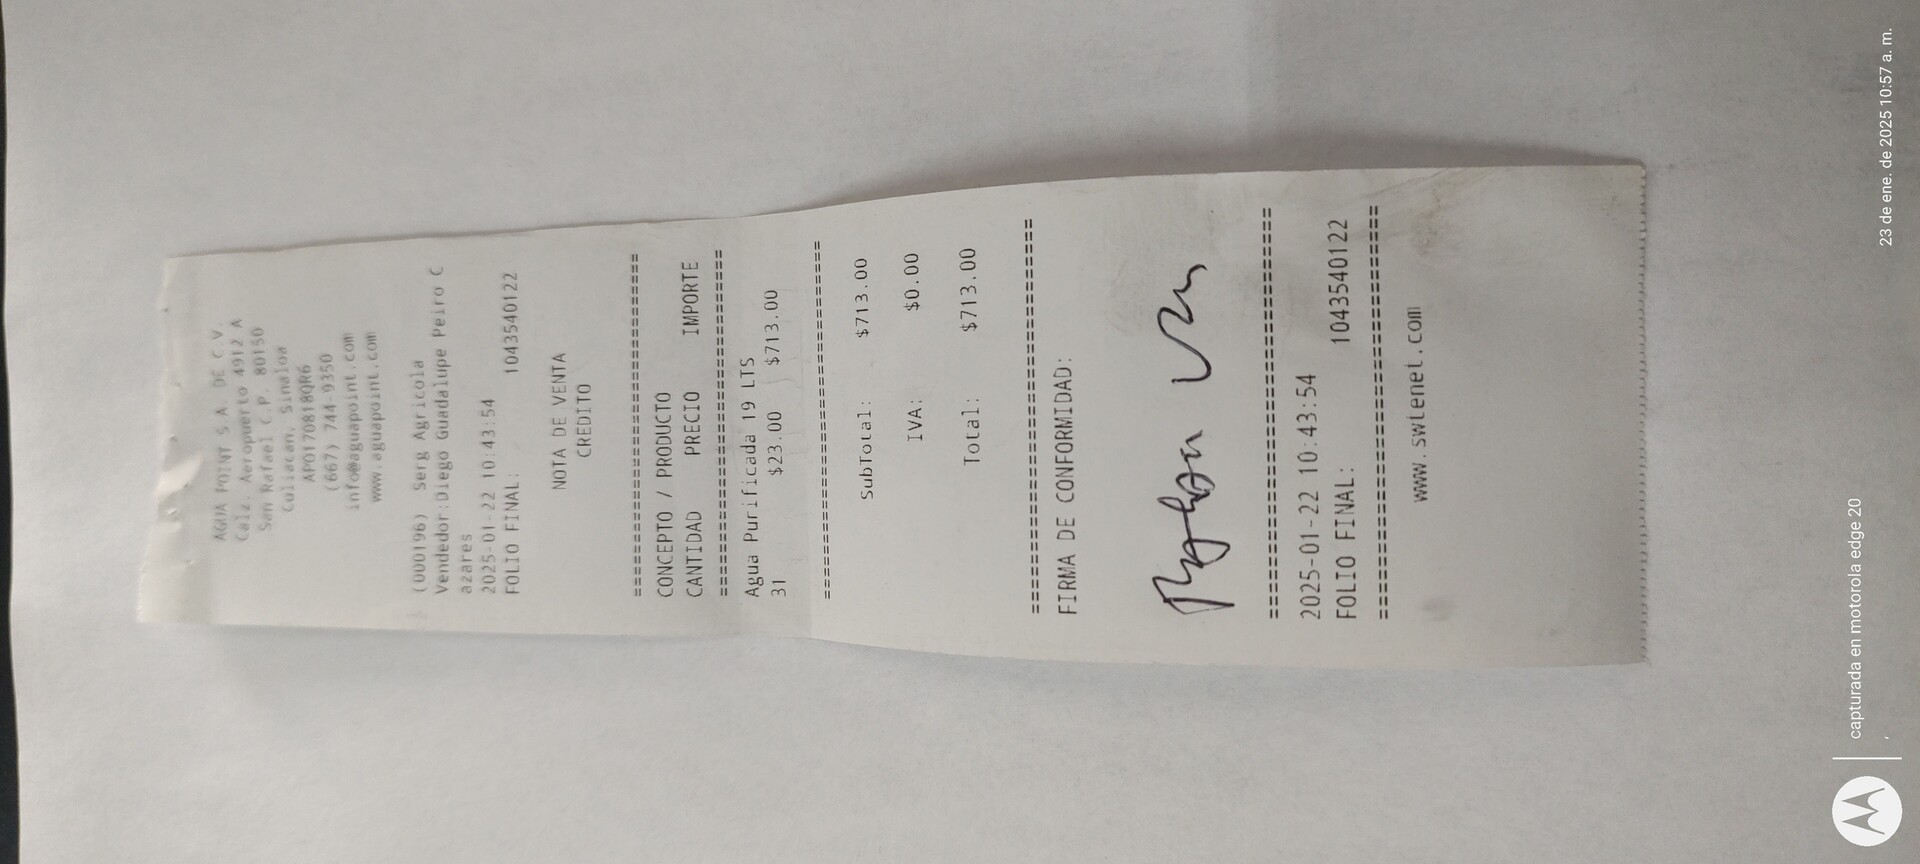 AGUA POINT S.A. DE C.V.
Calz. Aeropuerto 4912 A
San Rafael C.P. 80150
Culiacan, Sinaloa
APO170818QR6
(667) 744-9350
info@aguapoint.com
www.aguapoint.com
(000196) Serg Agricola
Vendedor:Diego Guadalupe Peiro C
azares
2025-01-22 10:43:54
FOLIO FINAL: 104354​0122
NOTA DE VENTA
CREDITO
================================
CONCEPTO / PRODUCTO
CANTIDAD PRECIO IMPORTE
================================
Agua Purificada 19 LTS
31 $23.00 $713.00
================================
SubTotal: $713.00
IVA: $0.00
Total: $713.00
================================
FIRMA DE CONFORMIDAD:
================================
2025-01-22 10:43:54
FOLIO FINAL: 1043540122
================================
www.swtenet.com
capturada en motorola edge 20
23 de ene. de 2025 10:57 a. m.